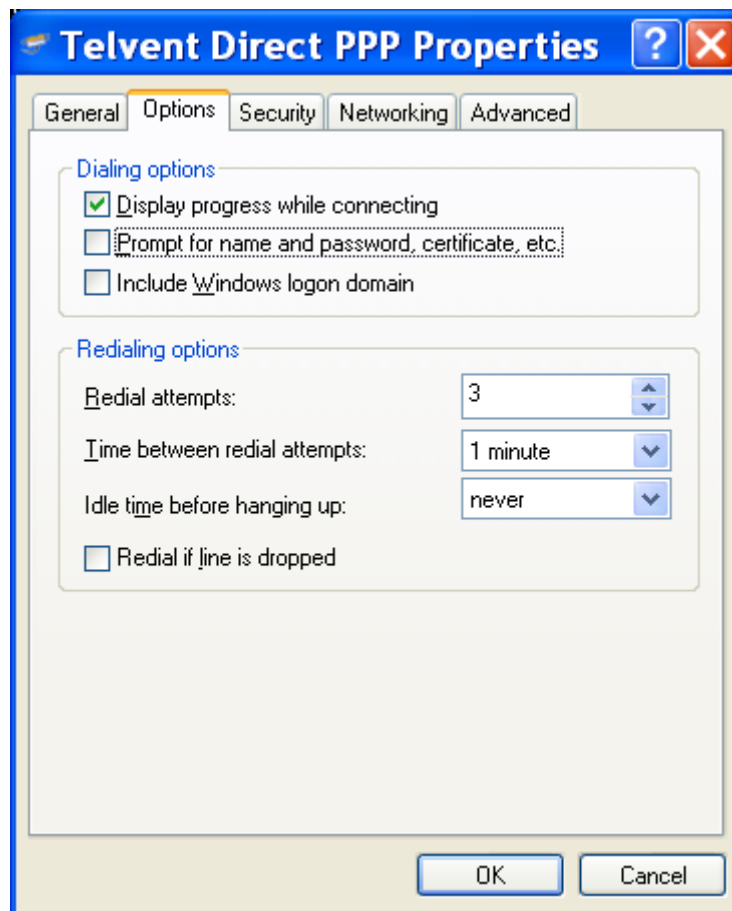 Telvent Direct PPP Properties
General Options Security Networking Advanced
Dialing options
Display progress while connecting
Prompt for name and password, certificate, etc.
Include Windows logon domain
Redialing options
Redial attempts: 3
Time between redial attempts: 1 minute
Idle time before hanging up: never
Redial if line is dropped
OK Cancel